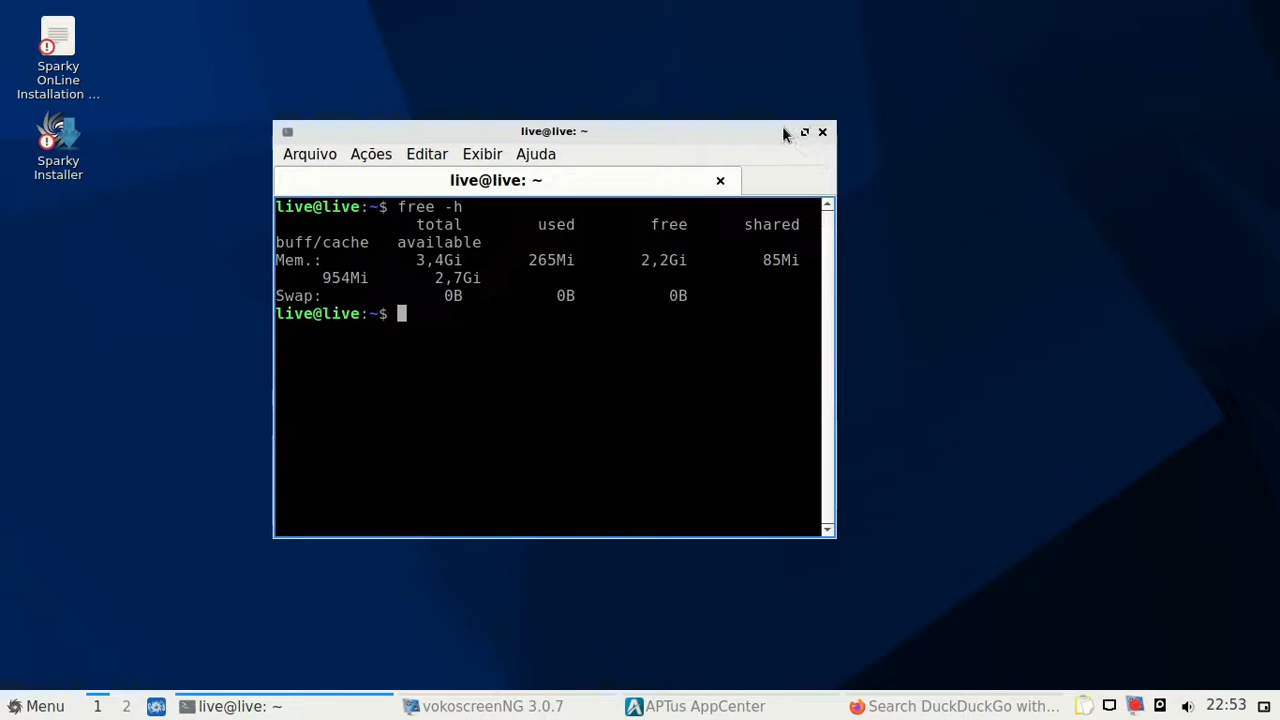 Sparky
OnLine
Installation ...
Sparky
Installer
live@live: ~
Arquivo Ações Editar Exibir Ajuda
live@live: ~
live@live:~$ free -h
total used free shared
buff/cache available
Mem.: 3,4Gi 265Mi 2,2Gi 85Mi
954Mi 2,7Gi
Swap: 0B 0B 0B
live@live:~$
Menu 1 2 live@live: ~ vokoscreenNG 3.0.7 APTus AppCenter Search DuckDuckGo with... 22:53